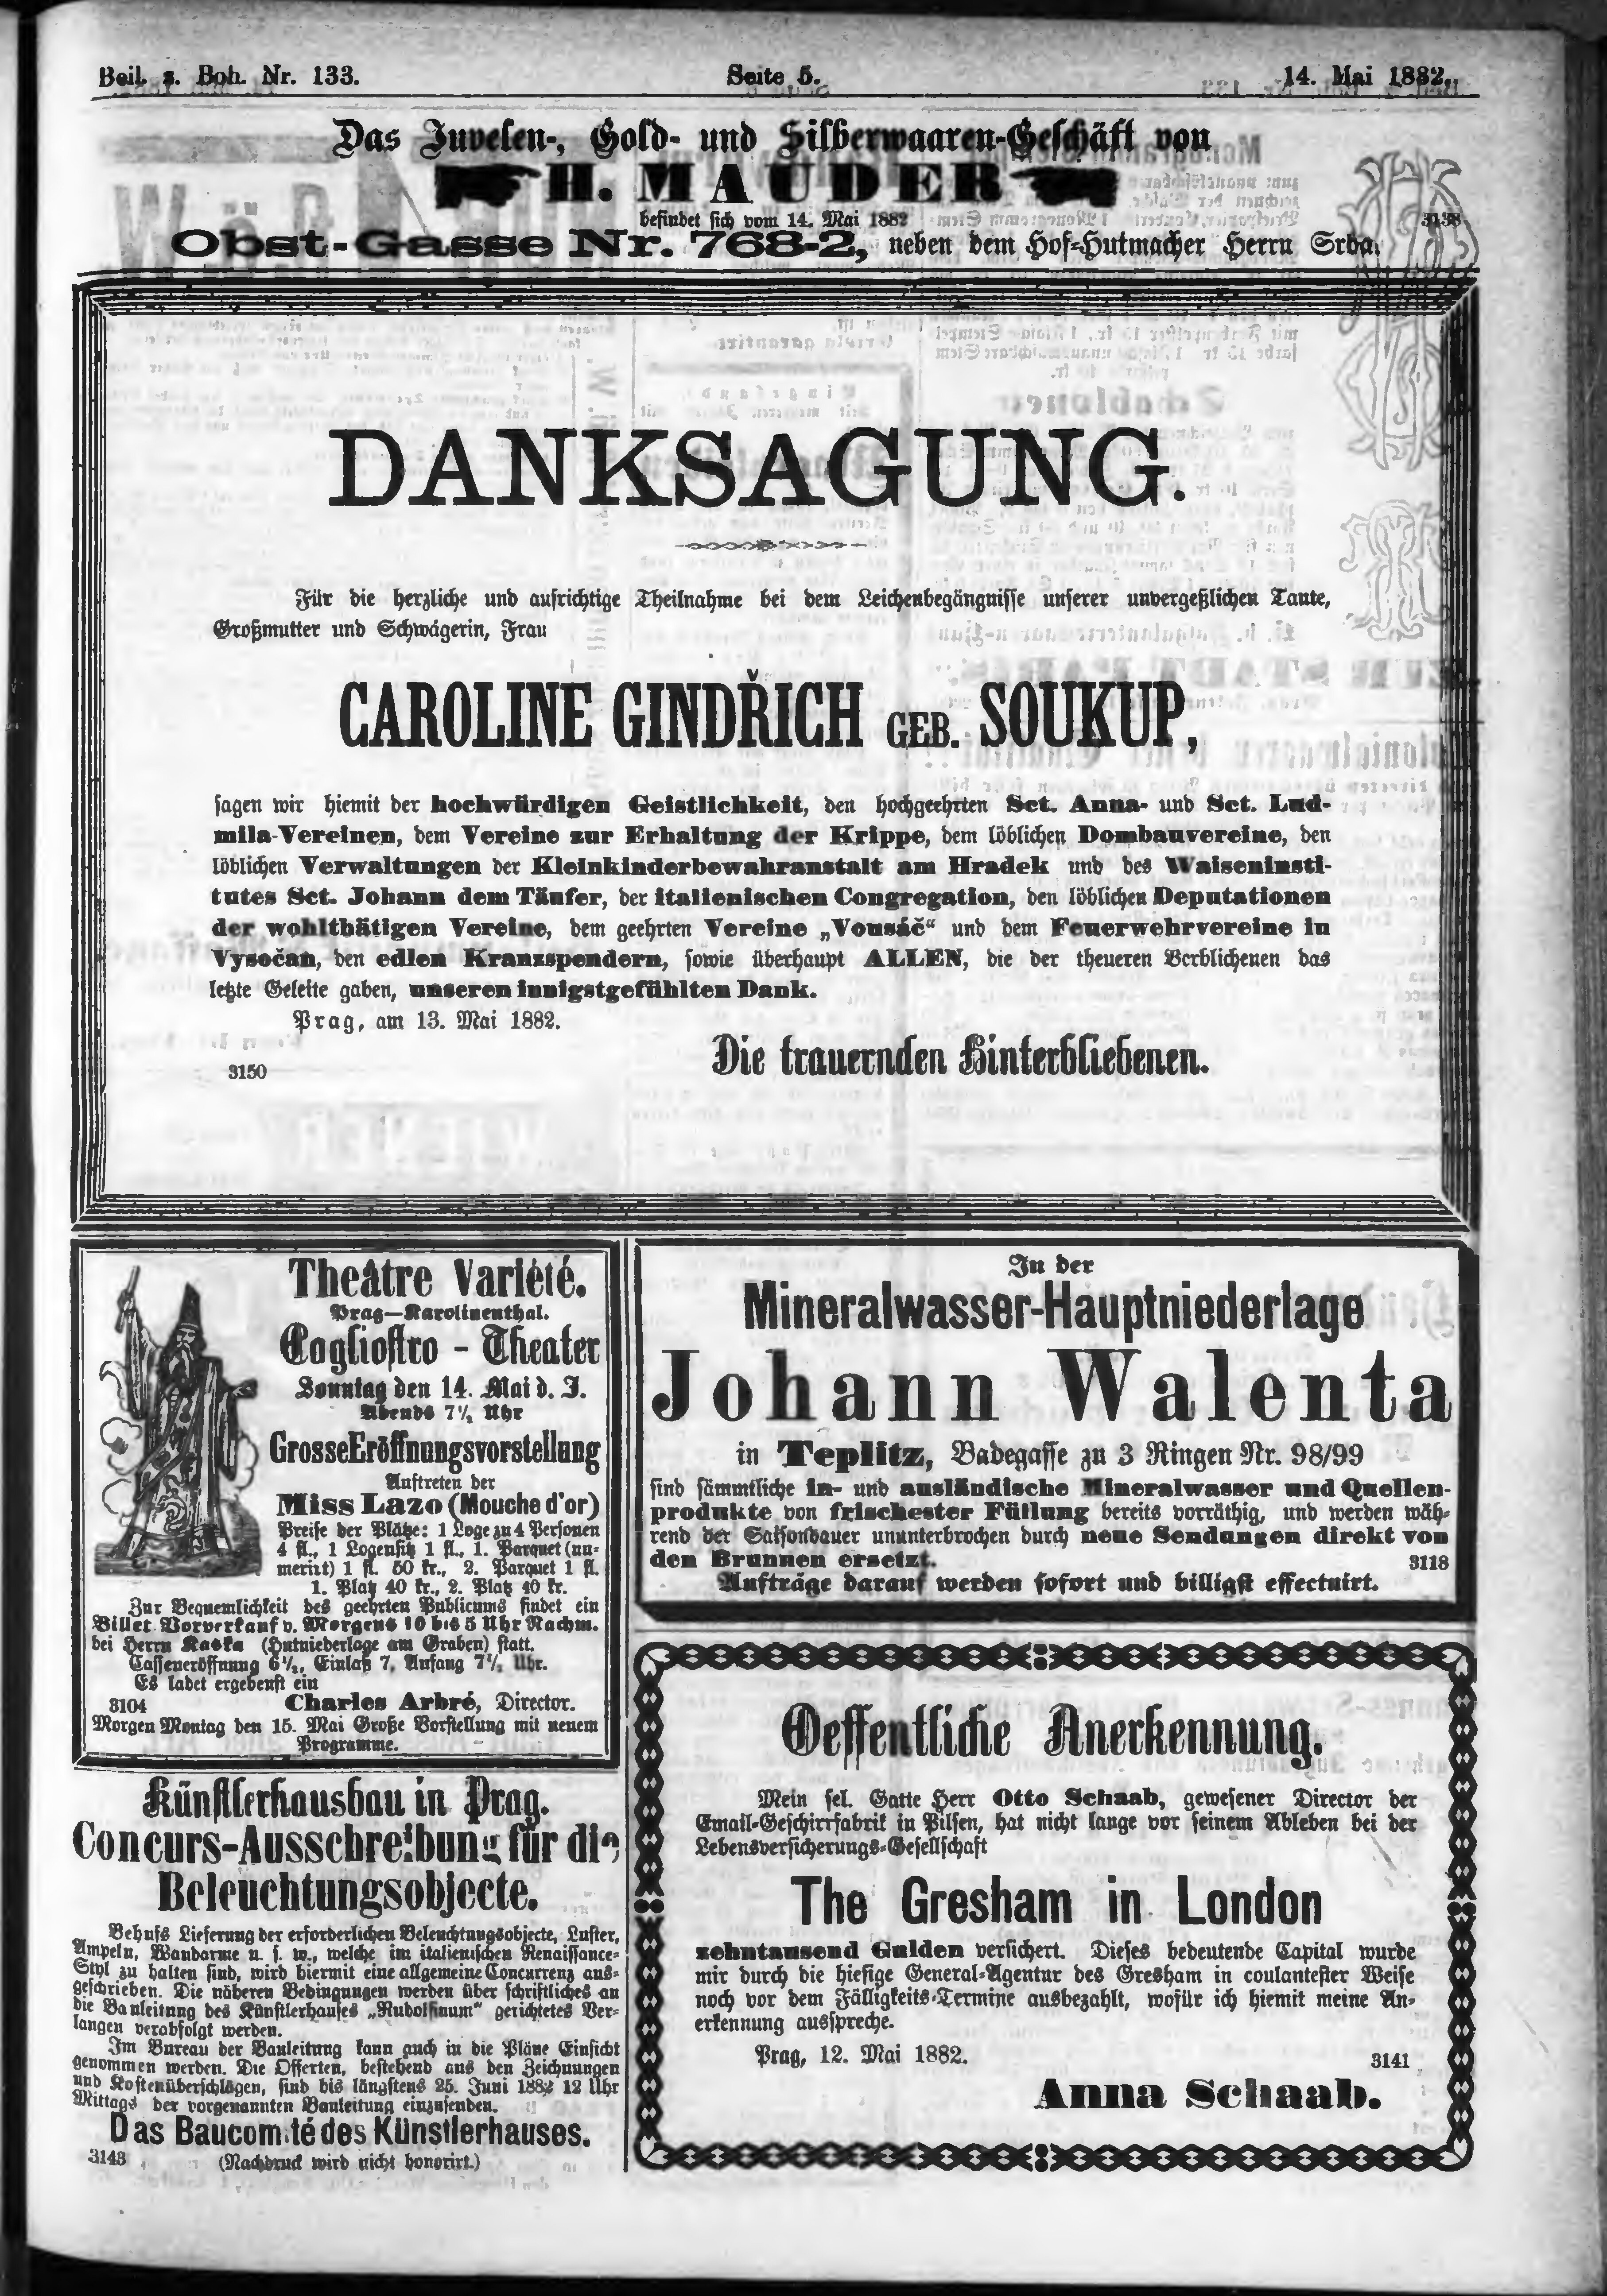 Beil. z. Boh. Nr. 133.
Seite 5.
14. Mai 1882.
Das Juvelen-, Gold- und Silberwaaren-Geschäft von
H. MAUDER
befindet sich vom 14. Mai 1882
3138
Obst-Gasse Nr. 768-2, neben dem Hof-Hutmacher Herrn Srba.
DANKSAGUNG.
Für die herzliche und aufrichtige Theilnahme bei dem Leichenbegängnisse unserer unvergeßlichen Tante,
Großmutter und Schwägerin, Frau
CAROLINE GINDŘICH GEB. SOUKUP,
sagen wir hiemit der hochwürdigen Geistlichkeit, den hochgeehrten Sct. Anna- und Sct. Lud-
mila-Vereinen, dem Vereine zur Erhaltung der Krippe, dem löblichen Dombauvereine, den
löblichen Verwaltungen der Kleinkinderbewahranstalt am Hradek und des Waiseninsti-
tutes Sct. Johann dem Täufer, der italienischen Congregation, den löblichen Deputationen
der wohlthätigen Vereine, dem geehrten Vereine „Vousáč“ und dem Feuerwehrvereine in
Vysočan, den edlen Kranzspendern, sowie überhaupt ALLEN, die der theueren Verblichenen das
letzte Geleite gaben, unseren innigstgefühlten Dank.
Prag, am 13. Mai 1882.
Die trauernden Hinterbliebenen.
3150
Theâtre Variété.
Prag—Karolinenthal.
Cagliostro - Theater
Sonntag den 14. Mai d. J.
Abends 7½ Uhr
Grosse Eröffnungsvorstellung
Auftreten der
Miss Lazo (Mouche d'or)
Preise der Plätze: 1 Loge zu 4 Personen
4 fl., 1 Logensitz 1 fl., 1. Parquet (nu-
merirt) 1 fl. 50 kr., 2. Parquet 1 fl.
1. Platz 40 kr., 2. Platz 40 kr.
Zur Bequemlichkeit des geehrten Publicums findet ein
Billet-Vorverkauf v. Morgens 10 bis 5 Uhr Nachm.
bei Herrn Kaska (Hutniederlage am Graben) statt.
Casseneröffnung 6½, Einlaß 7, Anfang 7½ Uhr.
Es ladet ergebenst ein
3104 Charles Arbré, Director.
Morgen Montag den 15. Mai Große Vorstellung mit neuem
Programme.
Künstlerhausbau in Prag.
Concurs-Ausschreibung für die
Beleuchtungsobjecte.
Behufs Lieferung der erforderlichen Beleuchtungsobjecte, Luster,
Ampeln, Wandarme u. s. w., welche im italienischen Renaissance-
Styl zu halten sind, wird hiermit eine allgemeine Concurrenz aus-
geschrieben. Die näheren Bedingungen werden über schriftliches an
die Bauleitung des Künstlerhauses „Rudolfinum“ gerichtetes Ver-
langen verabfolgt werden.
Im Bureau der Bauleitung kann auch in die Pläne Einsicht
genommen werden. Die Offerten, bestehend aus den Zeichnungen
und Kostenüberschlägen, sind bis längstens 25. Juni 1882 12 Uhr
Mittags der vorgenannten Bauleitung einzusenden.
Das Baucomité des Künstlerhauses.
3143 (Nachdruck wird nicht honorirt.)
In der
Mineralwasser-Hauptniederlage
Johann Walenta
in Teplitz, Badegasse zu 3 Ringen Nr. 98/99
sind sämmtliche in- und ausländische Mineralwasser und Quellen-
produkte von frischester Füllung bereits vorräthig, und werden wäh-
rend der Saisondauer ununterbrochen durch neue Sendungen direkt von
den Brunnen ersetzt. 3118
Aufträge darauf werden sofort und billigst effectuirt.
Oeffentliche Anerkennung.
Mein sel. Gatte Herr Otto Schaab, gewesener Director der
Email-Geschirrfabrik in Pilsen, hat nicht lange vor seinem Ableben bei der
Lebensversicherungs-Gesellschaft
The Gresham in London
zehntausend Gulden versichert. Dieses bedeutende Capital wurde
mir durch die hiesige General-Agentur des Gresham in coulantester Weise
noch vor dem Fälligkeits-Termine ausbezahlt, wofür ich hiemit meine An-
erkennung ausspreche.
Prag, 12. Mai 1882. 3141
Anna Schaab.